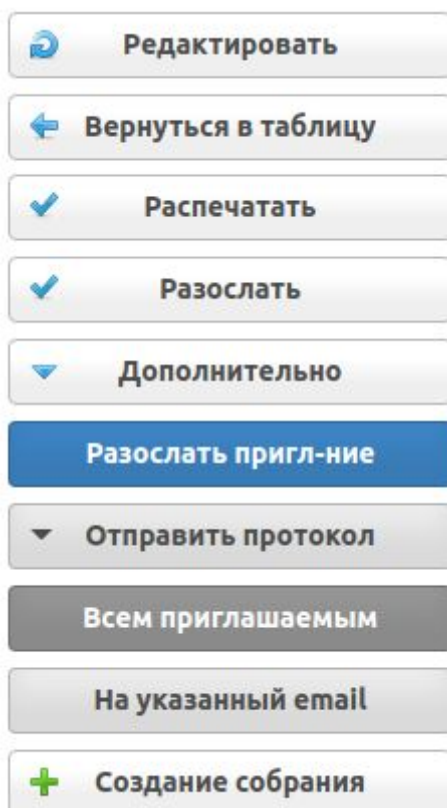 Редактировать
Вернуться в таблицу
Распечатать
Разослать
Дополнительно
Разослать пригл-ние
Отправить протокол
Всем приглашаемым
На указанный email
Создание собрания